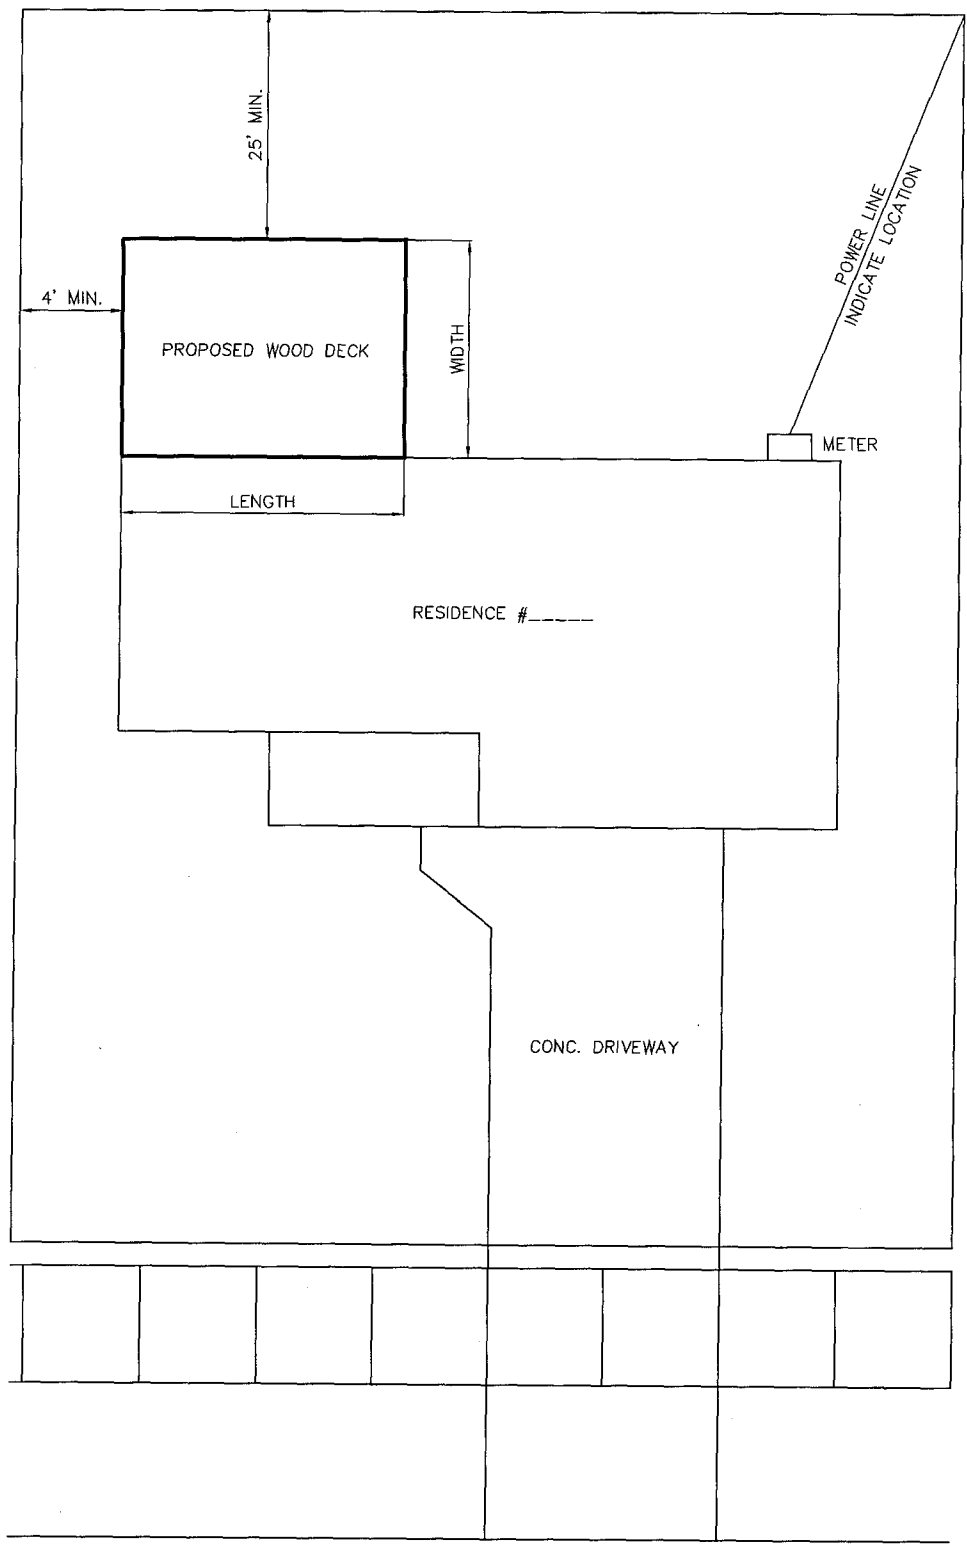 25' MIN.
POWER LINE
INDICATE LOCATION
4' MIN.
PROPOSED WOOD DECK
WIDTH
METER
LENGTH
RESIDENCE #_____
CONC. DRIVEWAY